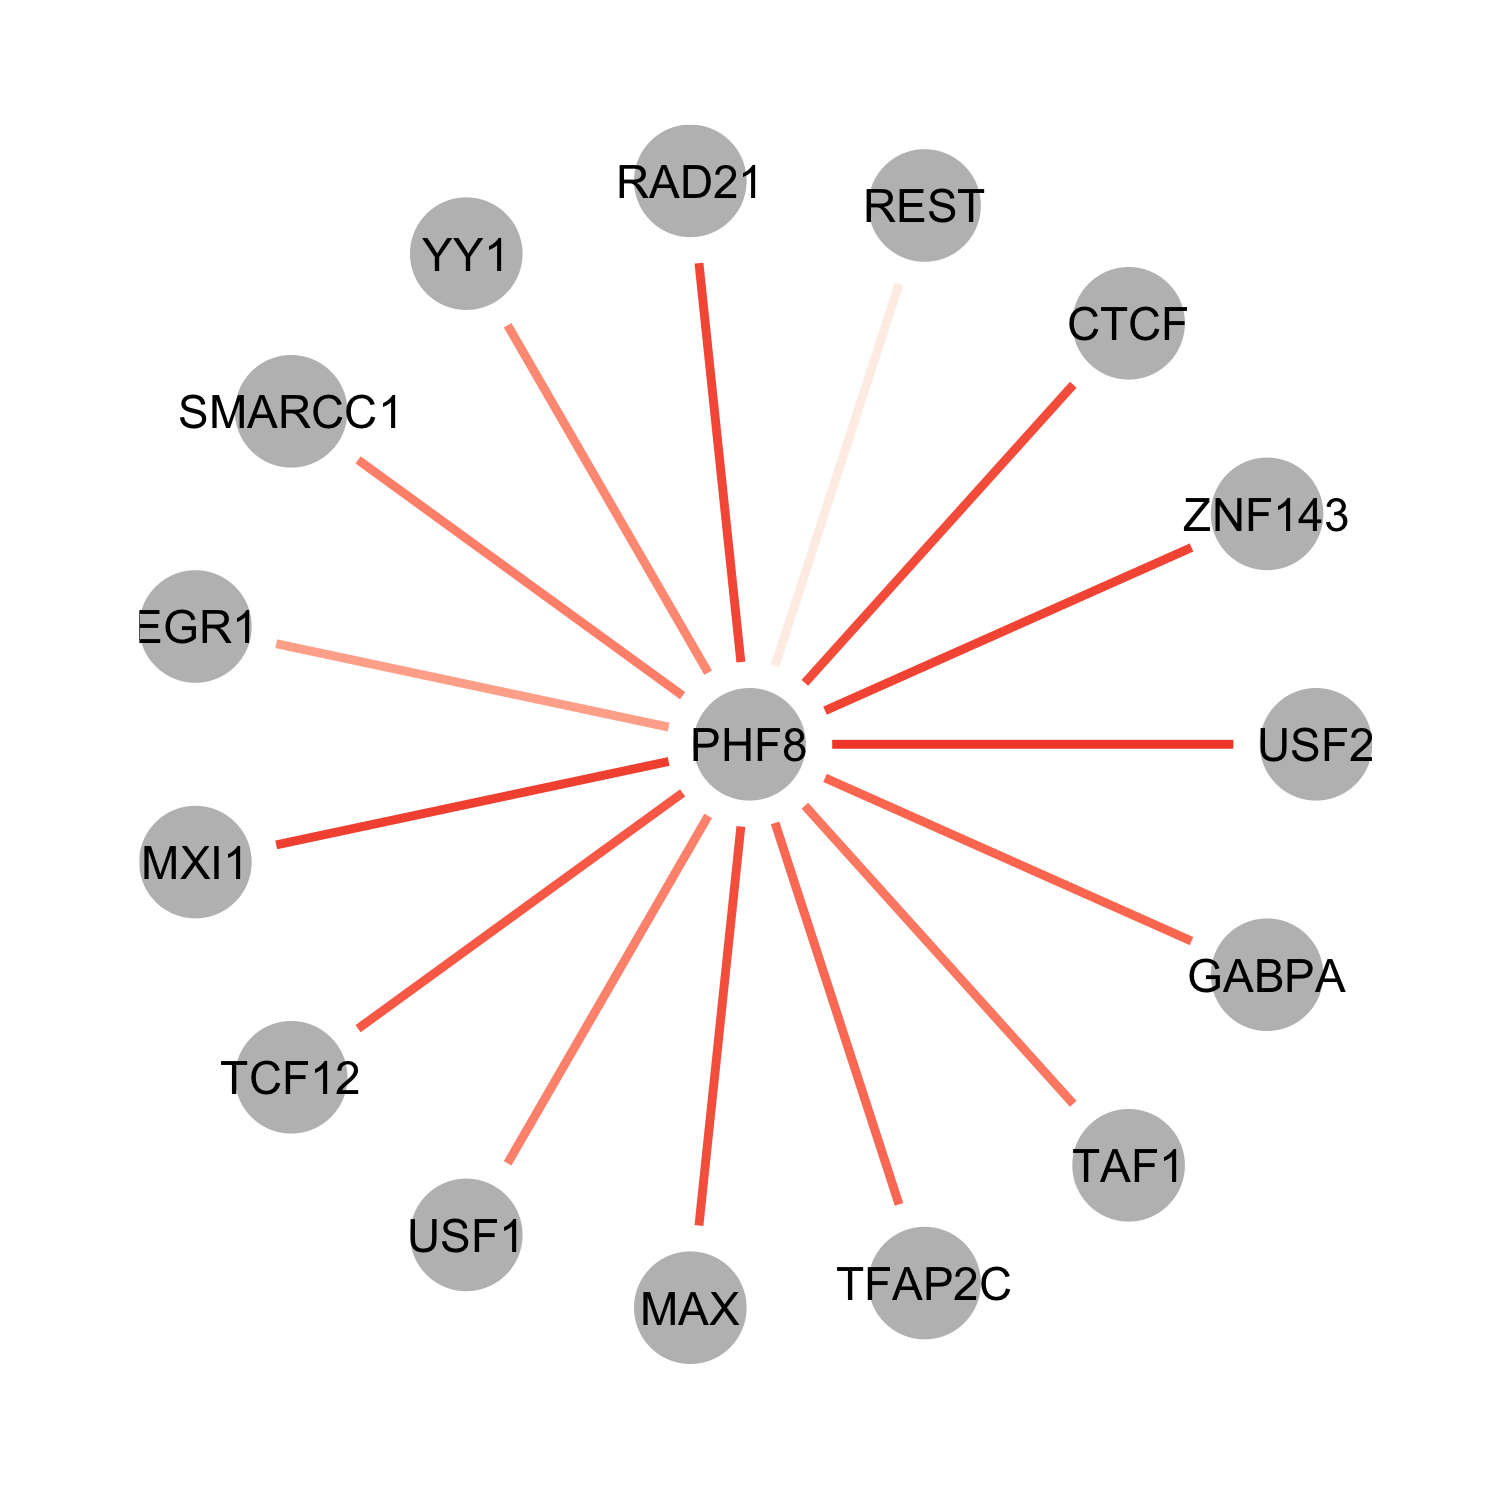 RAD21
REST
YY1
CTCF
SMARCC1
ZNF143
EGR1
PHF8
USF2
MXI1
GABPA
TCF12
TAF1
USF1
TFAP2C
MAX